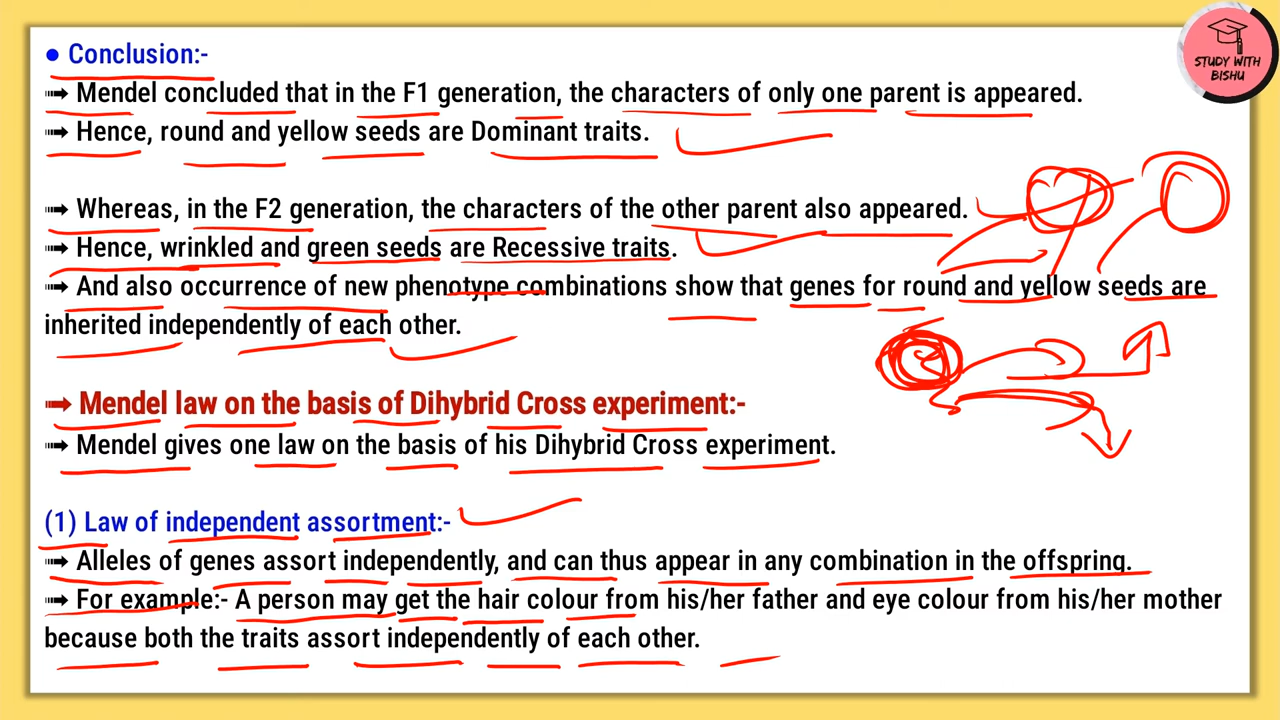 ● Conclusion:-
➟ Mendel concluded that in the F1 generation, the characters of only one parent is appeared.
➟ Hence, round and yellow seeds are Dominant traits.
➟ Whereas, in the F2 generation, the characters of the other parent also appeared.
➟ Hence, wrinkled and green seeds are Recessive traits.
➟ And also occurrence of new phenotype combinations show that genes for round and yellow seeds are
inherited independently of each other.
➟ Mendel law on the basis of Dihybrid Cross experiment:-
➟ Mendel gives one law on the basis of his Dihybrid Cross experiment.
(1) Law of independent assortment:-
➟ Alleles of genes assort independently, and can thus appear in any combination in the offspring.
➟ For example:- A person may get the hair colour from his/her father and eye colour from his/her mother
because both the traits assort independently of each other.
STUDY WITH
BISHU